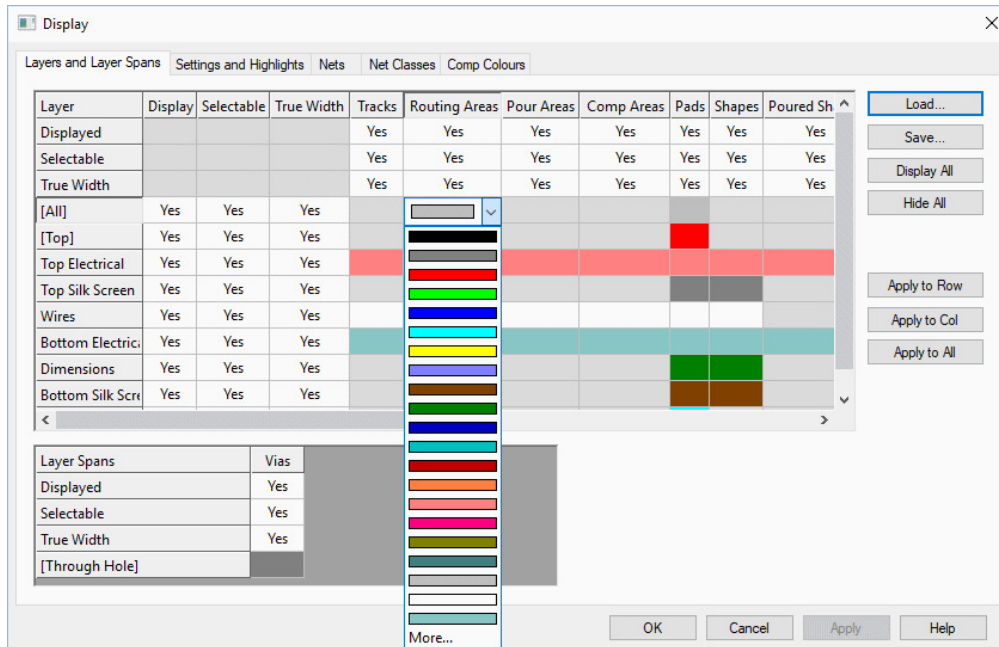 Display
Layers and Layer Spans Settings and Highlights Nets Net Classes Comp Colours
Layer Display Selectable True Width Tracks Routing Areas Pour Areas Comp Areas Pads Shapes Poured Sh
Displayed Yes Yes Yes Yes Yes Yes Yes
Selectable Yes Yes Yes Yes Yes Yes Yes
True Width Yes Yes Yes Yes Yes Yes Yes
[All] Yes Yes Yes
[Top] Yes Yes Yes
Top Electrical Yes Yes Yes
Top Silk Screen Yes Yes Yes
Wires Yes Yes Yes
Bottom Electrica Yes Yes Yes
Dimensions Yes Yes Yes
Bottom Silk Scre Yes Yes Yes
Load...
Save...
Display All
Hide All
Apply to Row
Apply to Col
Apply to All
Layer Spans Vias
Displayed Yes
Selectable Yes
True Width Yes
[Through Hole]
More...
OK Cancel Apply Help